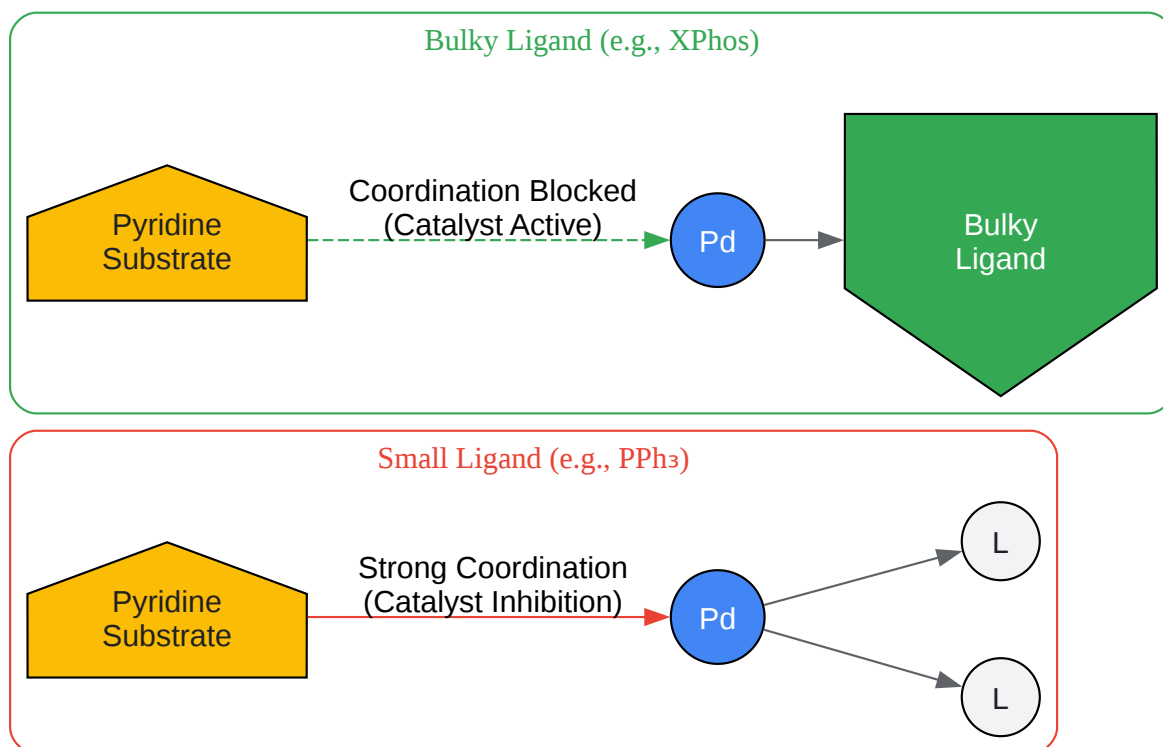 Bulky Ligand (e.g., XPhos)
Pyridine
Substrate
Coordination Blocked
(Catalyst Active)
Pd
Bulky
Ligand
Small Ligand (e.g., PPh₃)
Pyridine
Substrate
Strong Coordination
(Catalyst Inhibition)
Pd
L
L